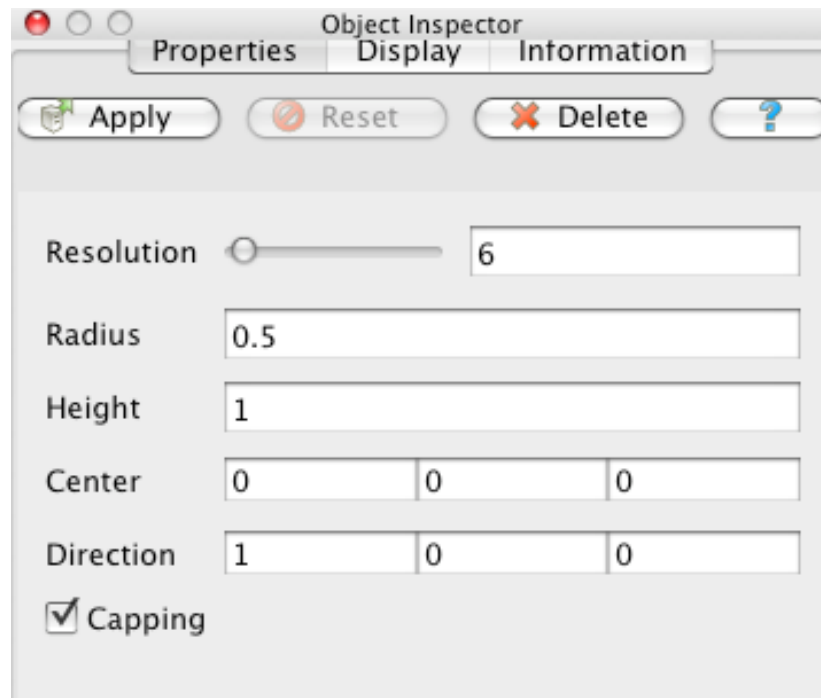 Object Inspector
Properties Display Information
Apply Reset Delete ?
Resolution 6
Radius 0.5
Height 1
Center 0 0 0
Direction 1 0 0
Capping